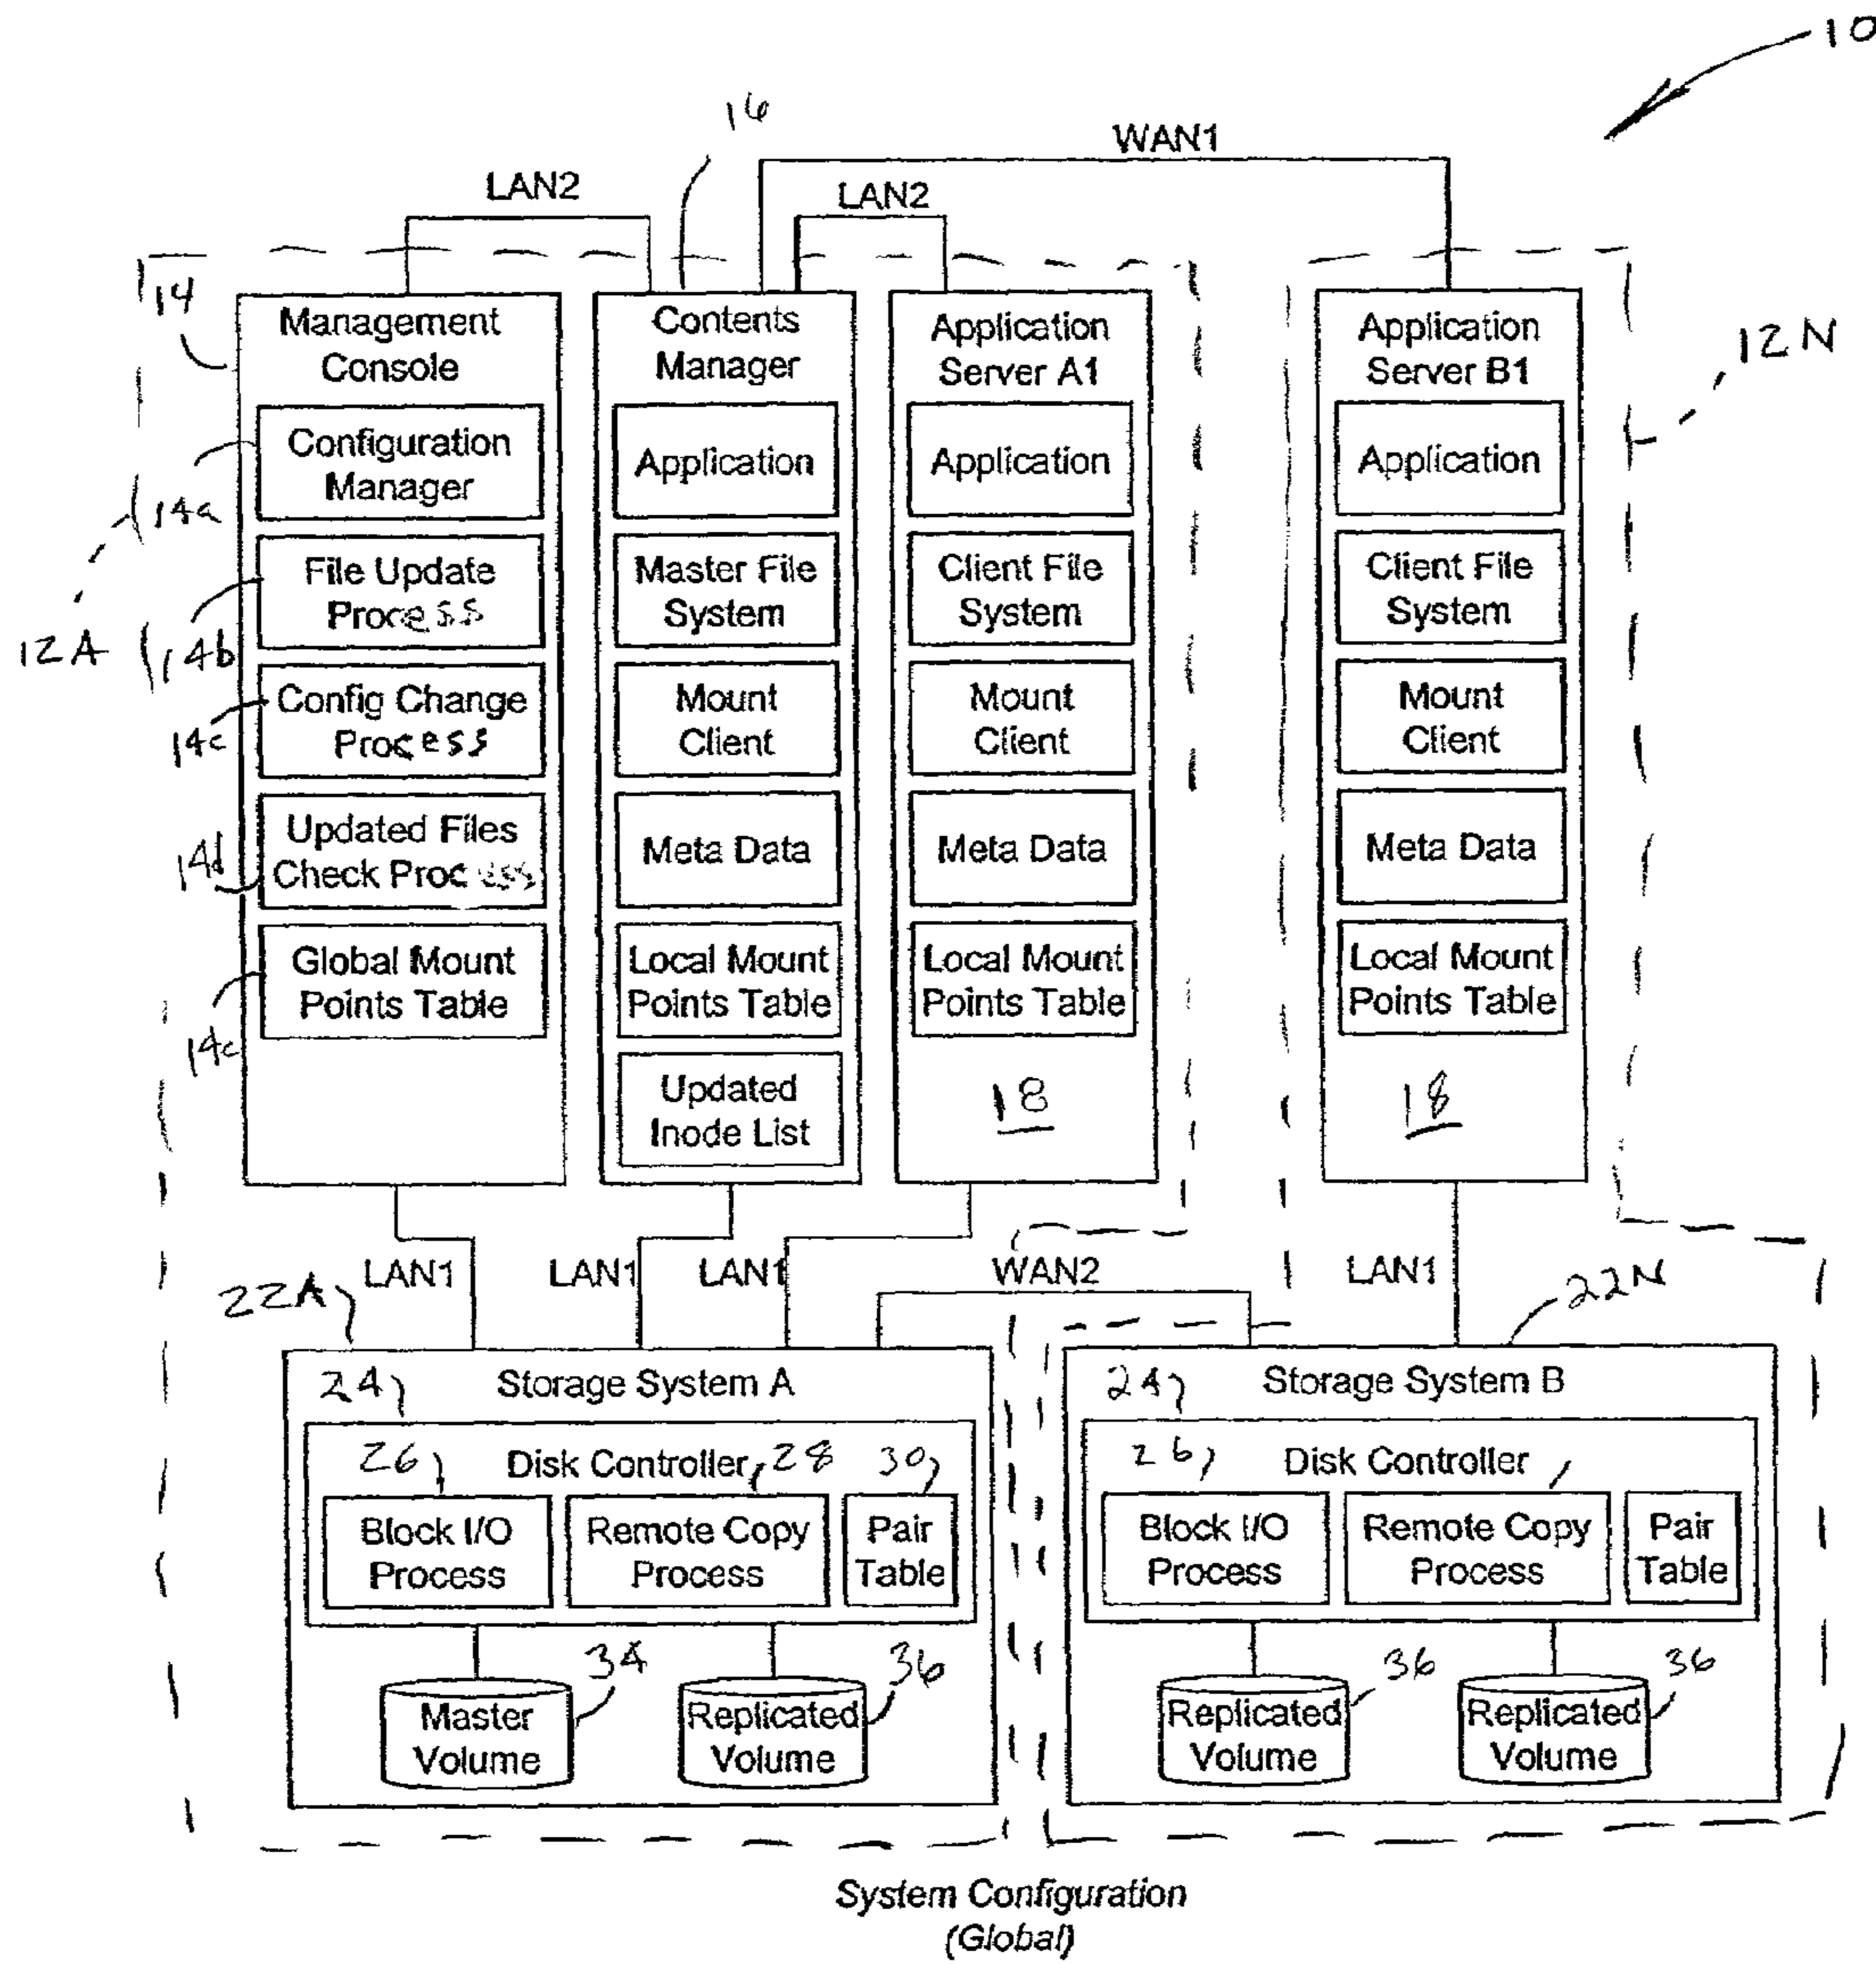 10
16
WAN1
LAN2
LAN2
14
Management
Console
Configuration
Manager
14a
File Update
Process
14b
Config Change
Process
14c
Updated Files
Check Process
14d
Global Mount
Points Table
12A
Contents
Manager
Application
Master File
System
Mount
Client
Meta Data
Local Mount
Points Table
Updated
Inode List
Application
Server A1
Application
Client File
System
Mount
Client
Meta Data
Local Mount
Points Table
18
Application
Server B1
Application
Client File
System
Mount
Client
Meta Data
Local Mount
Points Table
18
12N
LAN1
LAN1
LAN1
WAN2
LAN1
22A
22N
24
Storage System A
26
Disk Controller
28
30
Block I/O
Process
Remote Copy
Process
Pair
Table
34
36
Master
Volume
Replicated
Volume
24
Storage System B
26
Disk Controller
Block I/O
Process
Remote Copy
Process
Pair
Table
36
36
Replicated
Volume
Replicated
Volume
System Configuration
(Global)